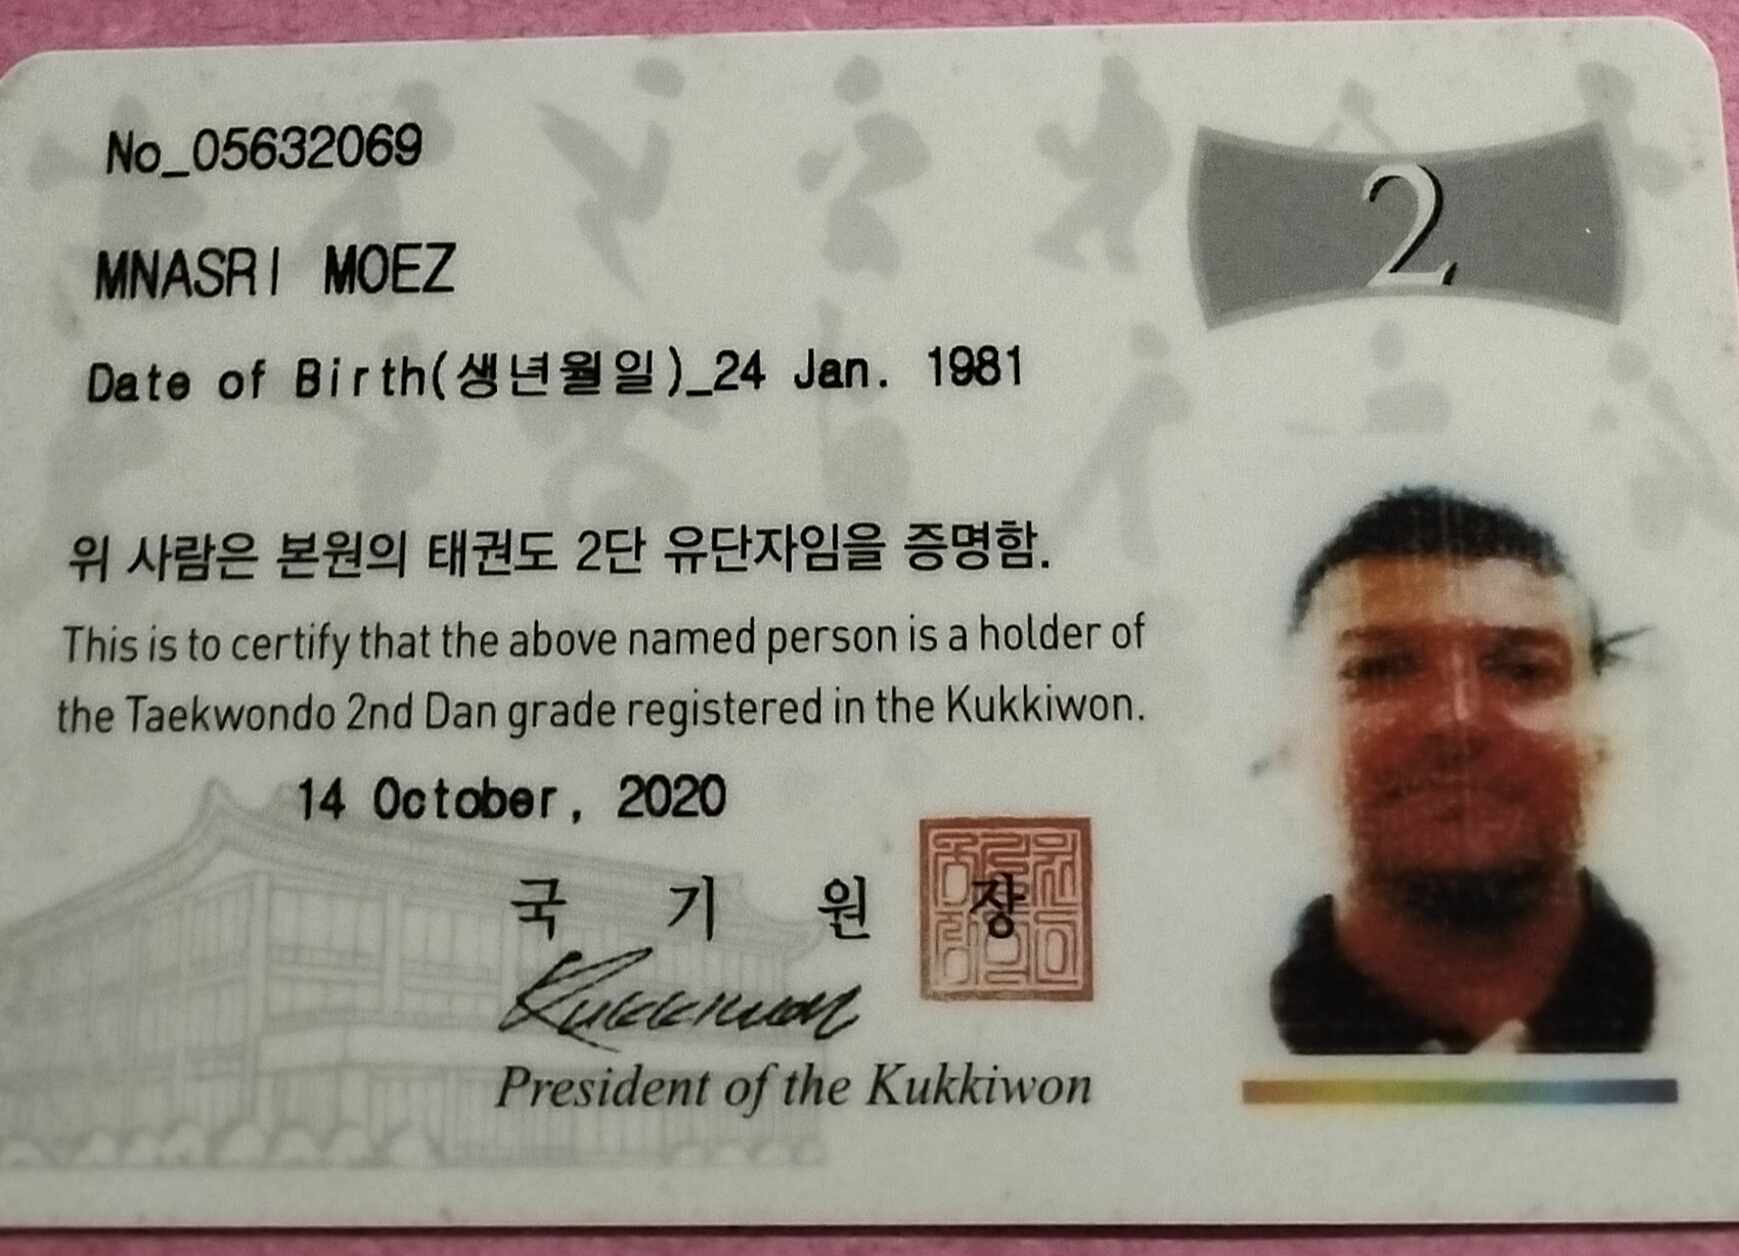 No_05632069
2
MNASRI MOEZ
Date of Birth(생년월일)_24 Jan. 1981
위 사람은 본원의 태권도 2단 유단자임을 증명함.
This is to certify that the above named person is a holder of
the Taekwondo 2nd Dan grade registered in the Kukkiwon.
14 October, 2020
국 기 원 장
Kukkiwon
President of the Kukkiwon